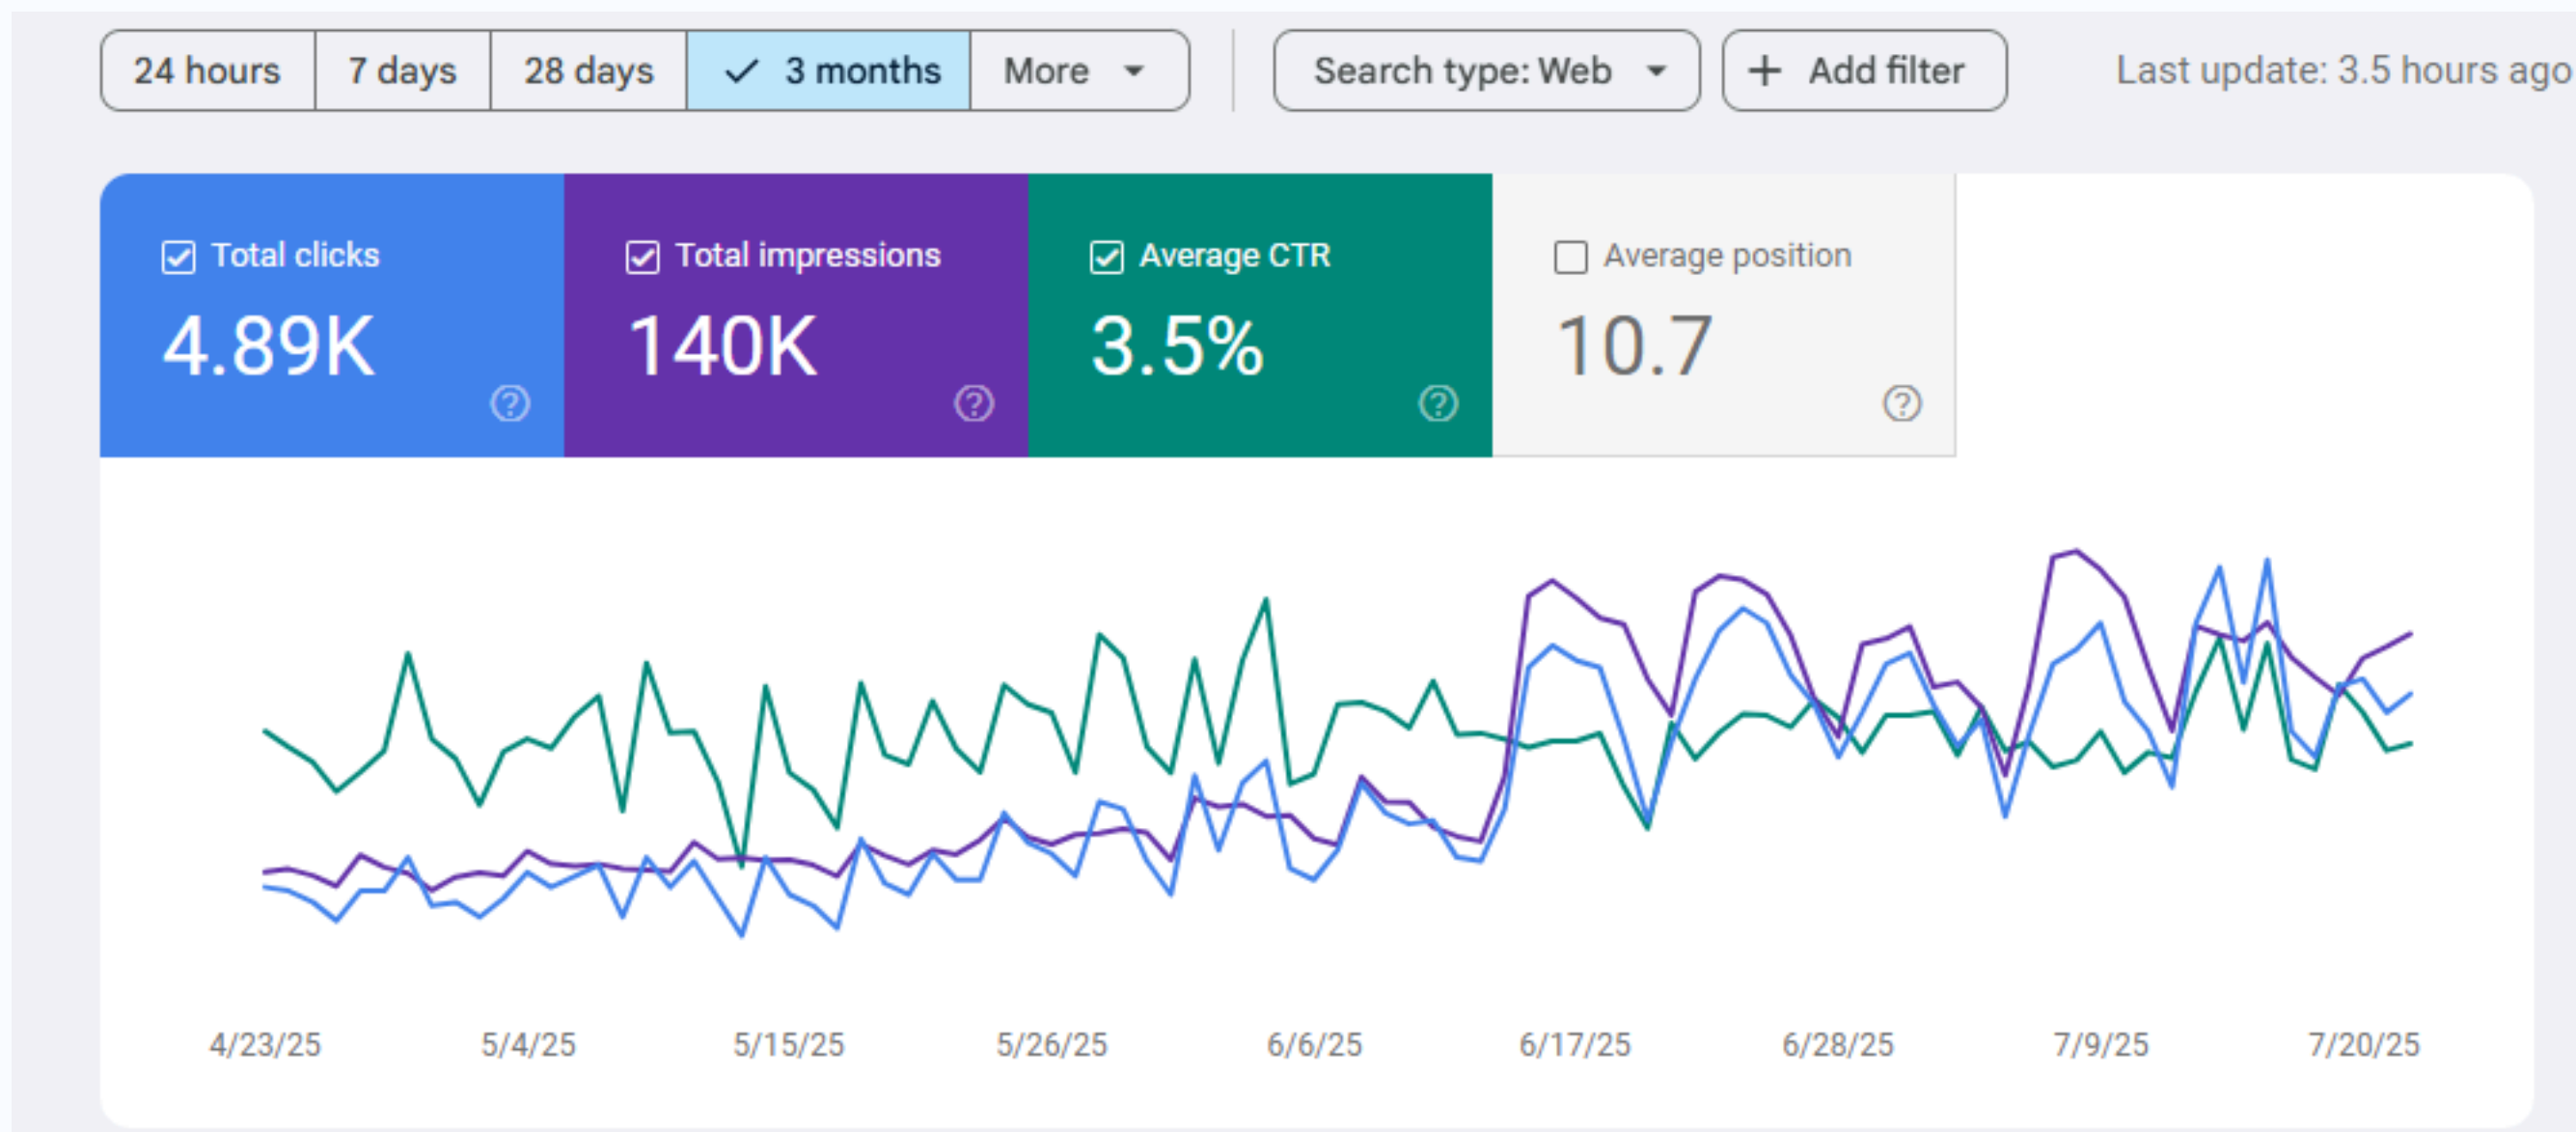 24 hours 7 days 28 days 3 months More Search type: Web + Add filter Last update: 3.5 hours ago
Total clicks Total impressions Average CTR Average position
4.89K 140K 3.5% 10.7
4/23/25 5/4/25 5/15/25 5/26/25 6/6/25 6/17/25 6/28/25 7/9/25 7/20/25